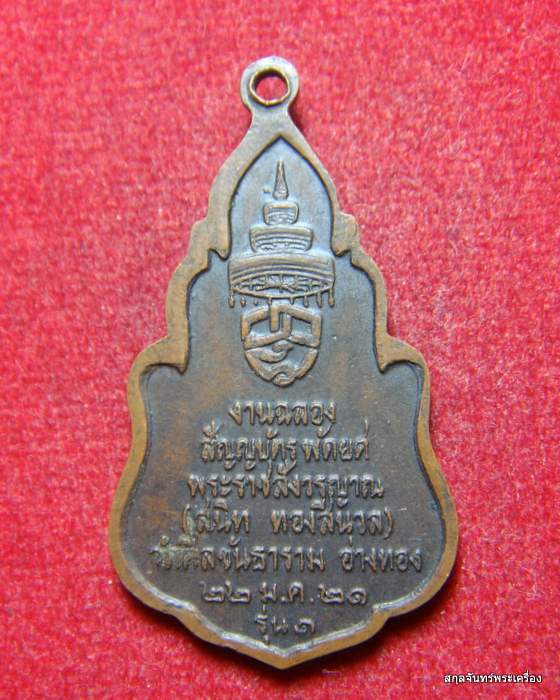 งานฉลอง
สัญญบัตร พัดยศ
พระราชสังวรญาณ
(สนิท ทองสีนวล)
วัดศีลขันธาราม อ่างทอง
๒๒ ม.ค. ๒๑
รุ่น ๑
สกุลจันทร์พระเครื่อง